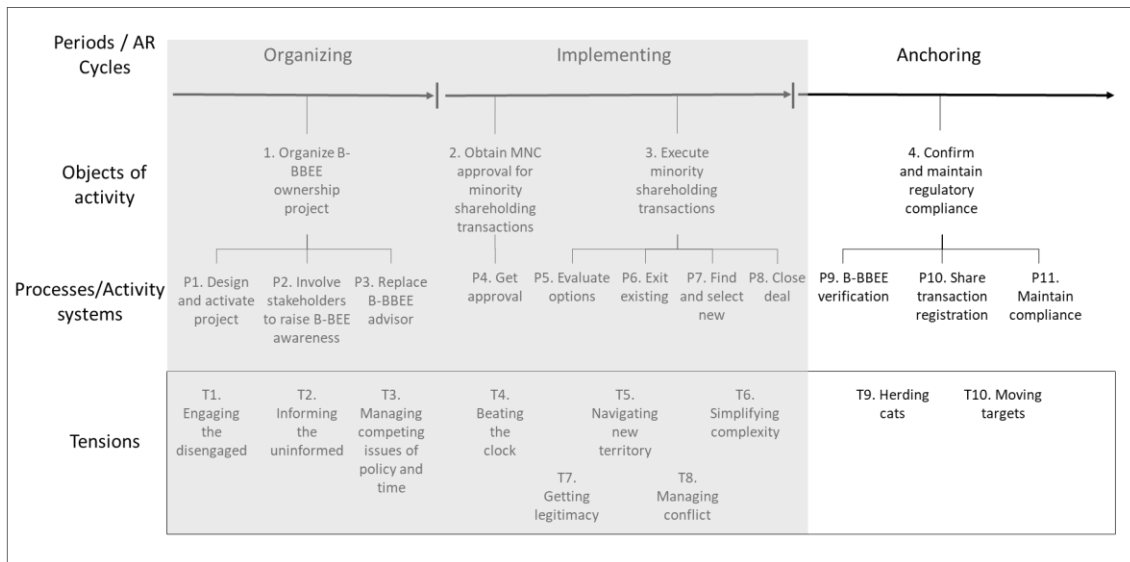 Periods / AR
Cycles
Organizing
Implementing
Anchoring
Objects of
activity
1. Organize B-
BBEE
ownership
project
2. Obtain MNC
approval for
minority
shareholding
transactions
3. Execute
minority
shareholding
transactions
4. Confirm
and maintain
regulatory
compliance
Processes/Activity
systems
P1. Design
and activate
project
P2. Involve
stakeholders
to raise B-BEE
awareness
P3. Replace
B-BBEE
advisor
P4. Get
approval
P5. Evaluate
options
P6. Exit
existing
P7. Find
and select
new
P8. Close
deal
P9. B-BBEE
verification
P10. Share
transaction
registration
P11.
Maintain
compliance
Tensions
T1.
Engaging
the
disengaged
T2.
Informing
the
uninformed
T3.
Managing
competing
issues of
policy and
time
T4.
Beating
the
clock
T5.
Navigating
new
territory
T6.
Simplifying
complexity
T7.
Getting
legitimacy
T8.
Managing
conflict
T9. Herding
cats
T10. Moving
targets